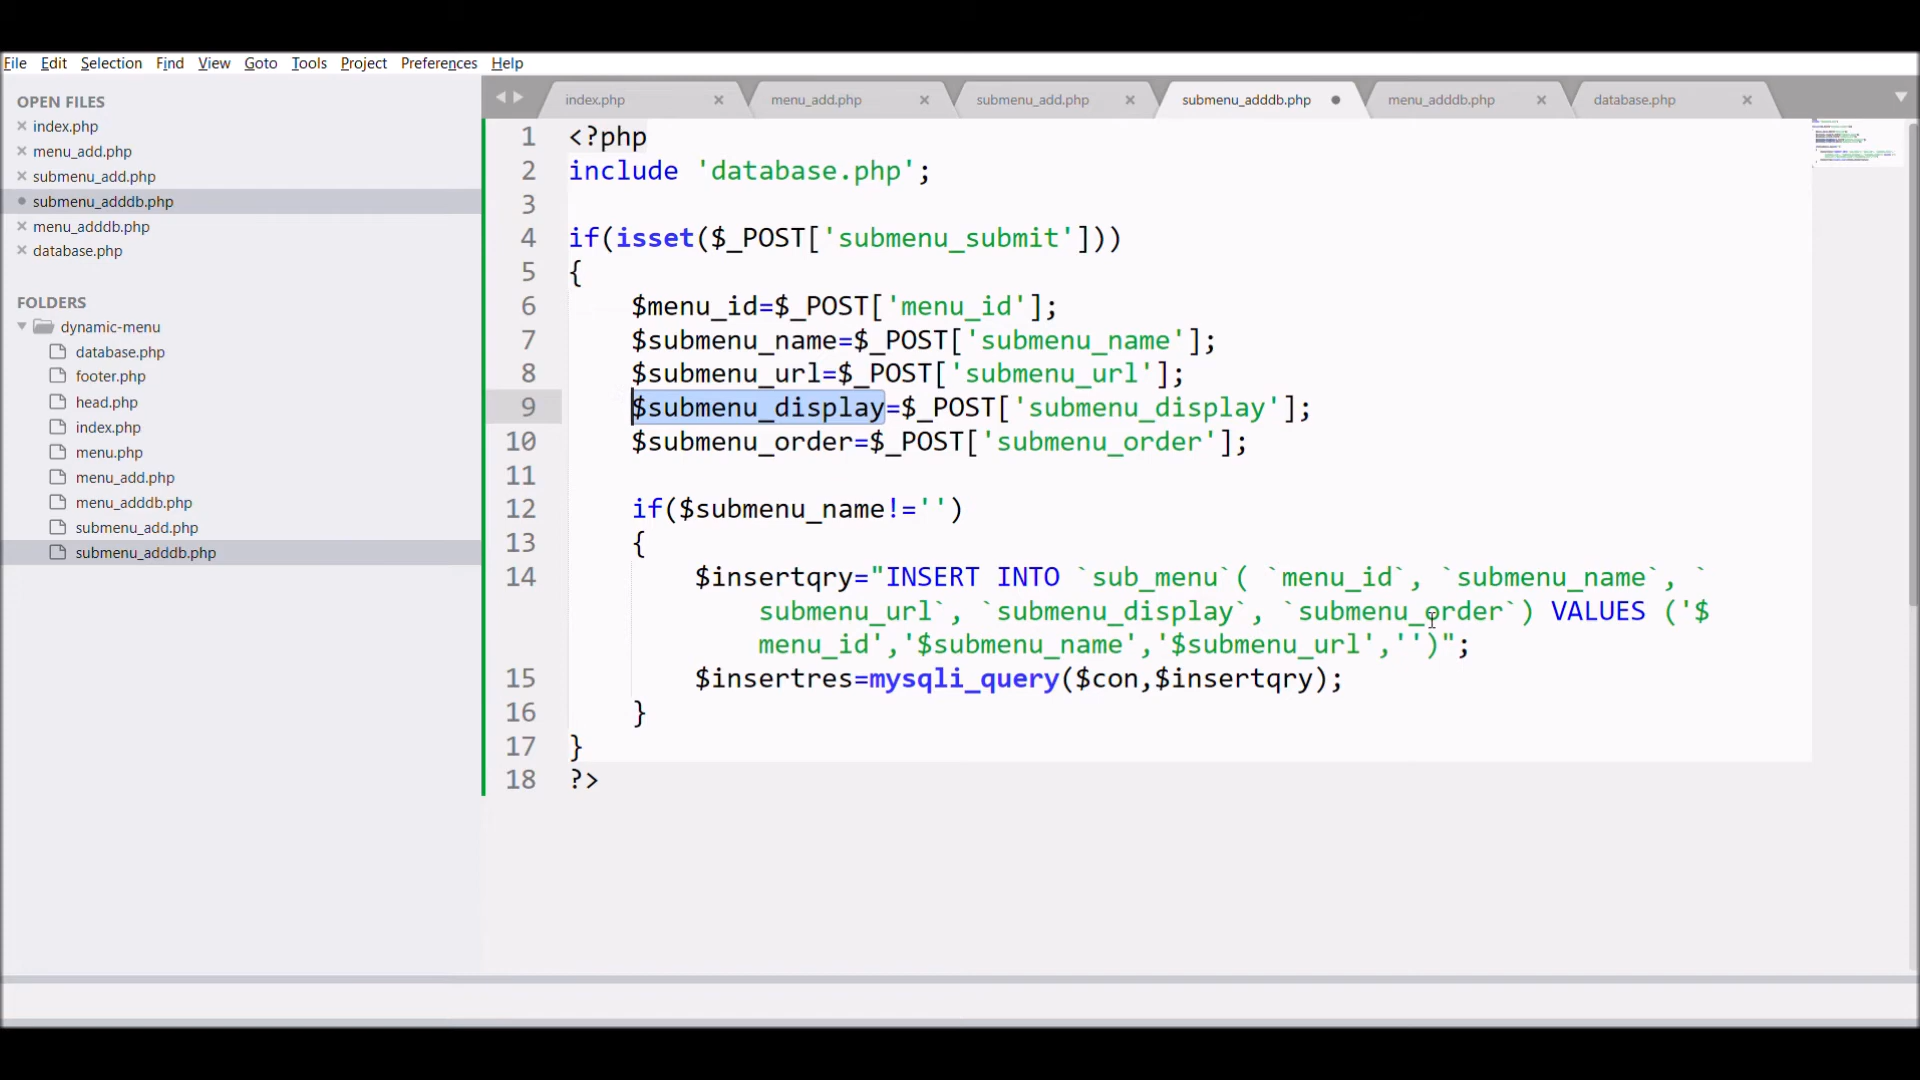 File Edit Selection Find View Goto Tools Project Preferences Help
OPEN FILES
index.php
menu_add.php
submenu_add.php
submenu_adddb.php
menu_adddb.php
database.php
FOLDERS
dynamic-menu
database.php
footer.php
head.php
index.php
menu.php
menu_add.php
menu_adddb.php
submenu_add.php
submenu_adddb.php
index.php menu_add.php submenu_add.php submenu_adddb.php menu_adddb.php database.php
1 <?php
2 include 'database.php';
3
4 if(isset($_POST['submenu_submit']))
5 {
6 $menu_id=$_POST['menu_id'];
7 $submenu_name=$_POST['submenu_name'];
8 $submenu_url=$_POST['submenu_url'];
9 $submenu_display=$_POST['submenu_display'];
10 $submenu_order=$_POST['submenu_order'];
11
12 if($submenu_name!='')
13 {
14 $insertqry="INSERT INTO `sub_menu`( `menu_id`, `submenu_name`, `
submenu_url`, `submenu_display`, `submenu_order`) VALUES ('$
menu_id','$submenu_name','$submenu_url','')";
15 $insertres=mysqli_query($con,$insertqry);
16 }
17 }
18 ?>